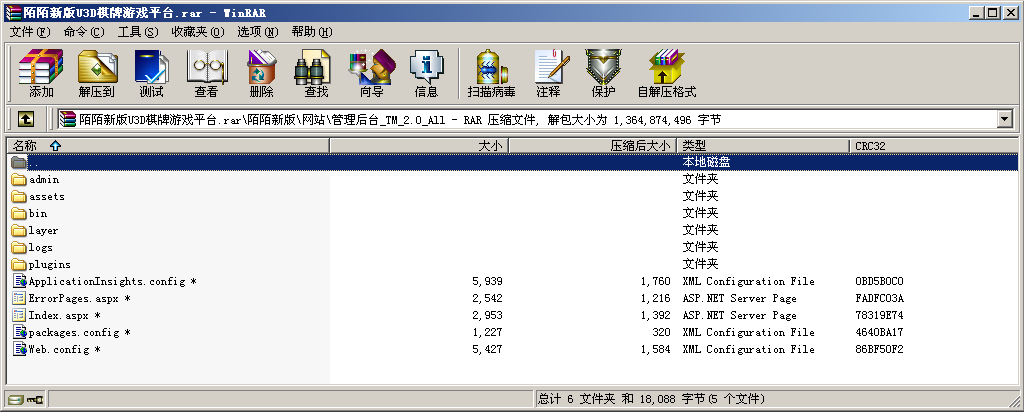 陌陌新版U3D棋牌游戏平台.rar - WinRAR
文件(F) 命令(C) 工具(S) 收藏夹(O) 选项(N) 帮助(H)
添加 解压到 测试 查看 删除 查找 向导 信息 扫描病毒 注释 保护 自解压格式
陌陌新版U3D棋牌游戏平台.rar\陌陌新版\网站\管理后台_TM_2.0_All - RAR 压缩文件, 解包大小为 1,364,874,496 字节
名称 大小 压缩后大小 类型 CRC32
.. 本地磁盘
admin 文件夹
assets 文件夹
bin 文件夹
layer 文件夹
logs 文件夹
plugins 文件夹
ApplicationInsights.config * 5,939 1,760 XML Configuration File 0BD5B0C0
ErrorPages.aspx * 2,542 1,216 ASP.NET Server Page FADFC03A
Index.aspx * 2,953 1,392 ASP.NET Server Page 78319E74
packages.config * 1,227 320 XML Configuration File 4640BA17
Web.config * 5,427 1,584 XML Configuration File 86BF50F2
总计 6 文件夹 和 18,088 字节(5 个文件)